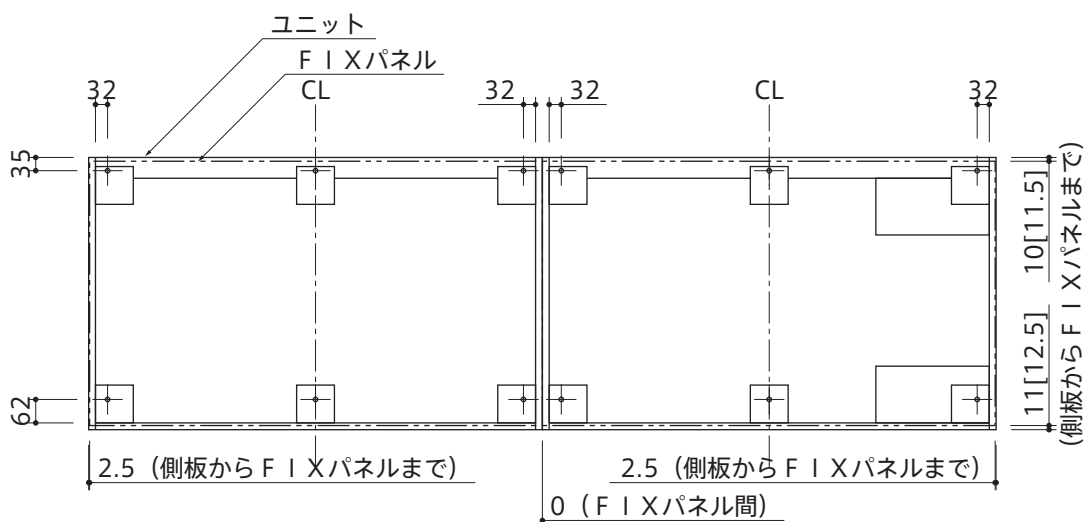 ユニット
ＦＩＸパネル
32
CL
32
32
CL
32
35
10[11.5]
11[12.5]
(側板からＦＩＸパネルまで)
62
2.5 (側板からＦＩＸパネルまで)
2.5 (側板からＦＩＸパネルまで)
0 (ＦＩＸパネル間)